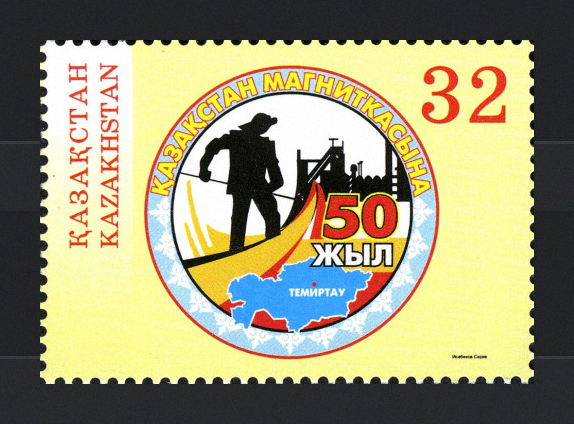 ҚАЗАҚСТАН
KAZAKHSTAN
32
ҚАЗАҚСТАН МАГНИТКАСЫНА
50
ЖЫЛ
ТЕМІРТАУ